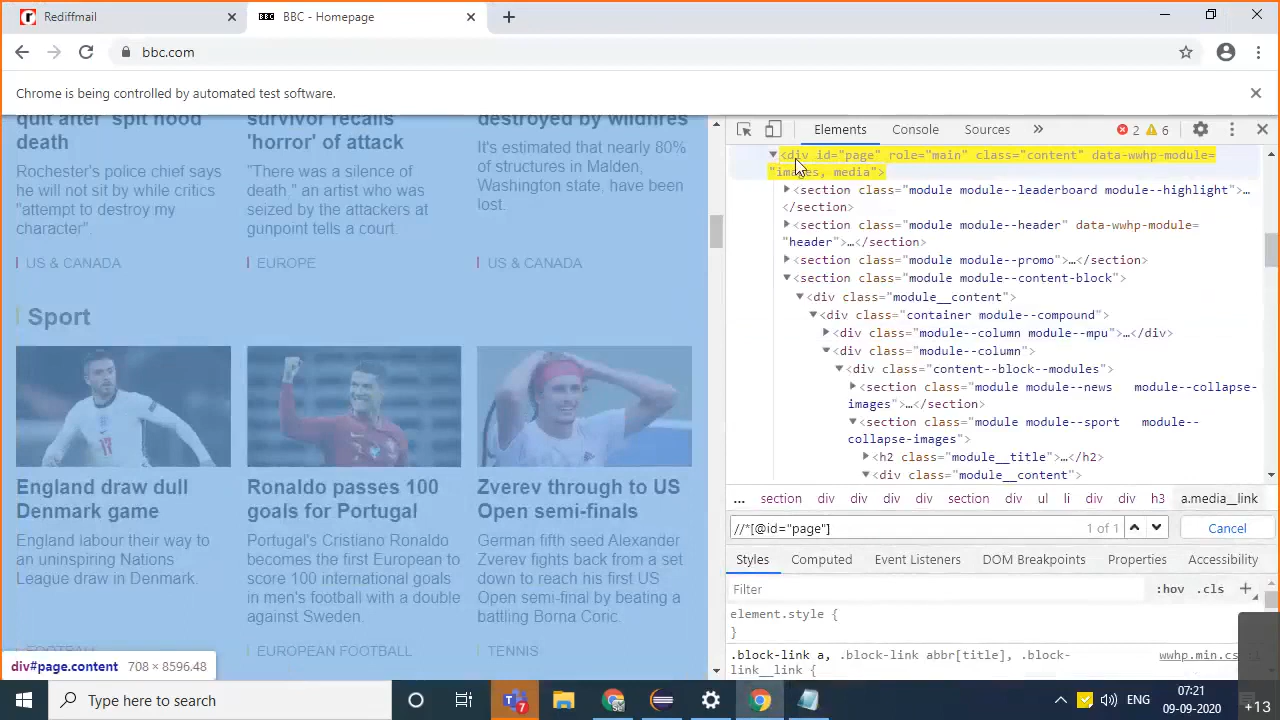 Rediffmail
BBC - Homepage
bbc.com
Chrome is being controlled by automated test software.
quit after 'spit hood
death
Rochester's police chief says
he will not sit by while critics
"attempt to destroy my
character".
US & CANADA
survivor recalls
'horror' of attack
"There was a silence of
death," an artist who was
seized by the attackers at
gunpoint tells a court.
EUROPE
destroyed by wildfires
It's estimated that nearly 80%
of structures in Malden,
Washington state, have been
lost.
US & CANADA
Sport
England draw dull
Denmark game
England labour their way to
an uninspiring Nations
League draw in Denmark.
FOOTBALL
Ronaldo passes 100
goals for Portugal
Portugal's Cristiano Ronaldo
becomes the first European to
score 100 international goals
in men's football with a double
against Sweden.
EUROPEAN FOOTBALL
Zverev through to US
Open semi-finals
German fifth seed Alexander
Zverev fights back from a set
down to reach his first US
Open semi-final by beating a
battling Borna Coric.
TENNIS
div#page.content 708 × 8596.48
Elements Console Sources » 2 6
<div id="page" role="main" class="content" data-wwhp-module=
"images, media">
<section class="module module--leaderboard module--highlight">…
</section>
<section class="module module--header" data-wwhp-module=
"header">…</section>
<section class="module module--promo">…</section>
<section class="module module--content-block">
<div class="module__content">
<div class="container module--compound">
<div class="module--column module--mpu">…</div>
<div class="module--column">
<div class="content--block--modules">
<section class="module module--news module--collapse-
images">…</section>
<section class="module module--sport module--
collapse-images">
<h2 class="module__title">…</h2>
<div class="module__content">
... section div div div div section div ul li div div h3 a.media__link
//*[@id="page"] 1 of 1 Cancel
Styles Computed Event Listeners DOM Breakpoints Properties Accessibility
Filter :hov .cls +
element.style {
}
.block-link a, .block-link abbr[title], .block- wwhp.min.cs
link__link {
Type here to search
7
ENG
07:21
09-09-2020
+13